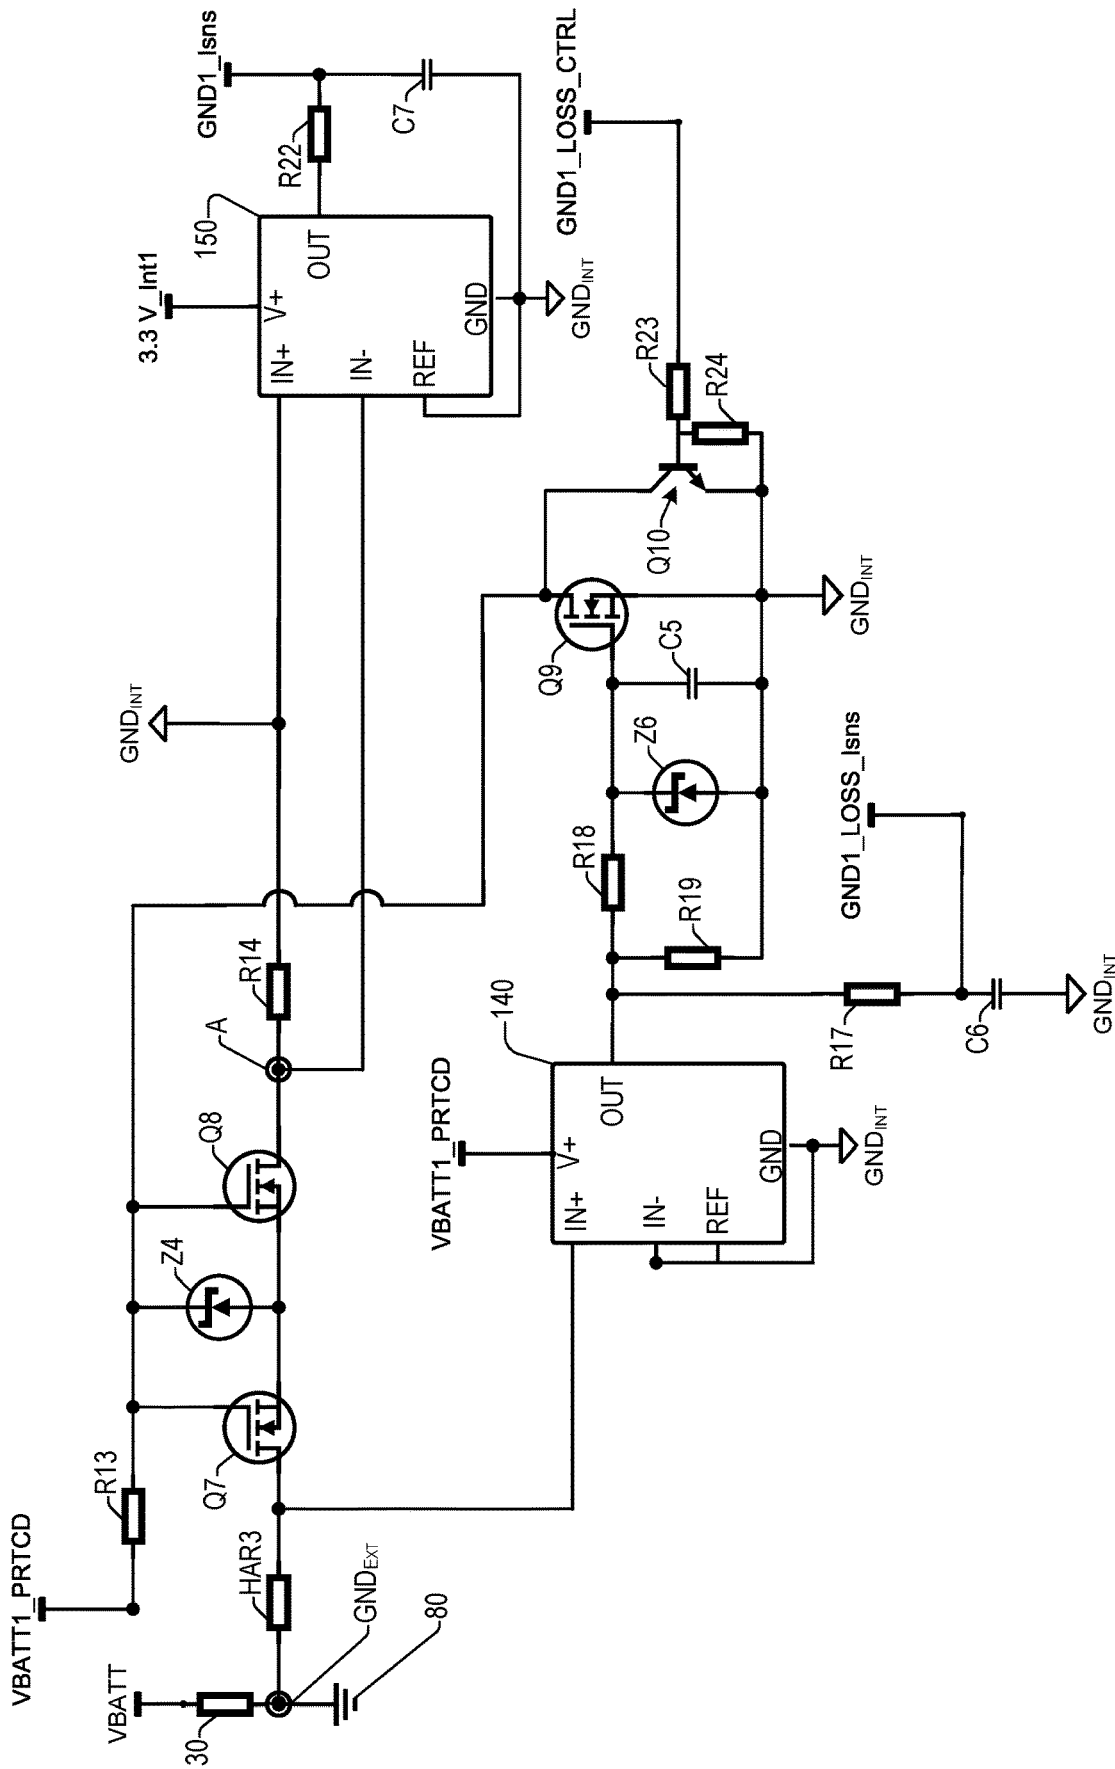 VBATT
30
GND_EXT
80
HAR3
VBATT1_PRTCD
R13
Q7
Z4
Q8
A
R14
GND_INT
3.3 V_Int1
150
V+
IN+
IN-
REF
OUT
GND
GND_INT
R22
C7
GND1_Isns
VBATT1_PRTCD
140
V+
IN+
IN-
REF
OUT
GND
GND_INT
R17
C6
GND_INT
GND1_LOSS_Isns
R19
R18
Z6
C5
Q9
GND_INT
Q10
R23
R24
GND1_LOSS_CTRL